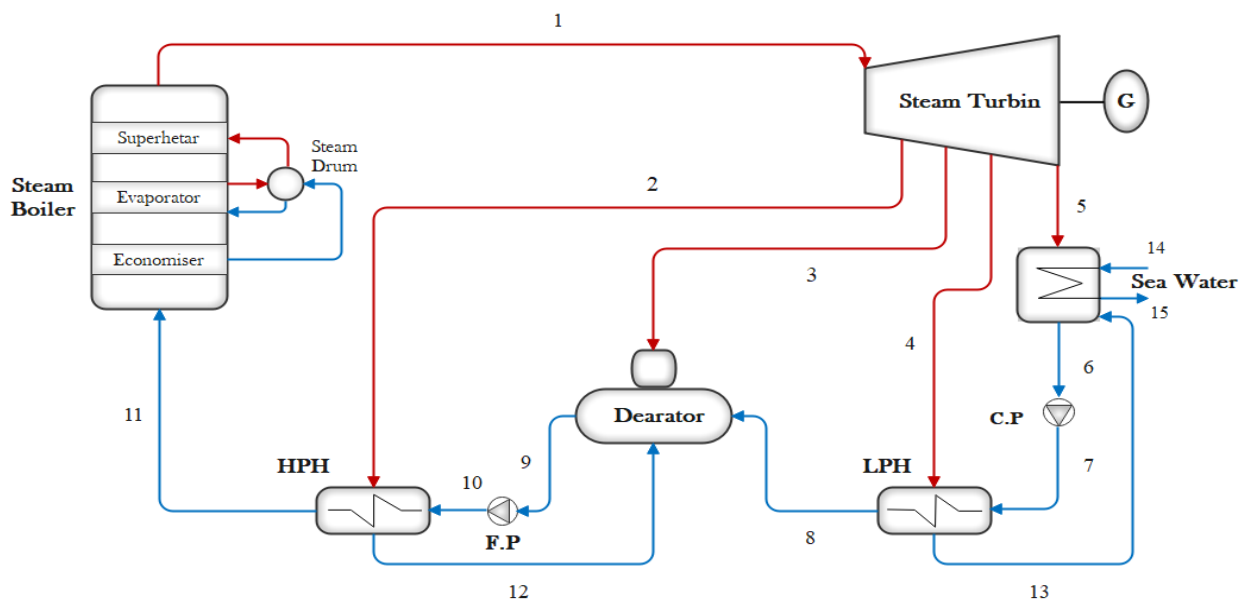 1
Steam Turbin
G
Superhetar
Steam
Drum
Steam
Boiler
Evaporator
Economiser
2
3
4
5
14
Sea Water
15
6
C.P
7
Dearator
11
HPH
10
9
F.P
LPH
8
12
13